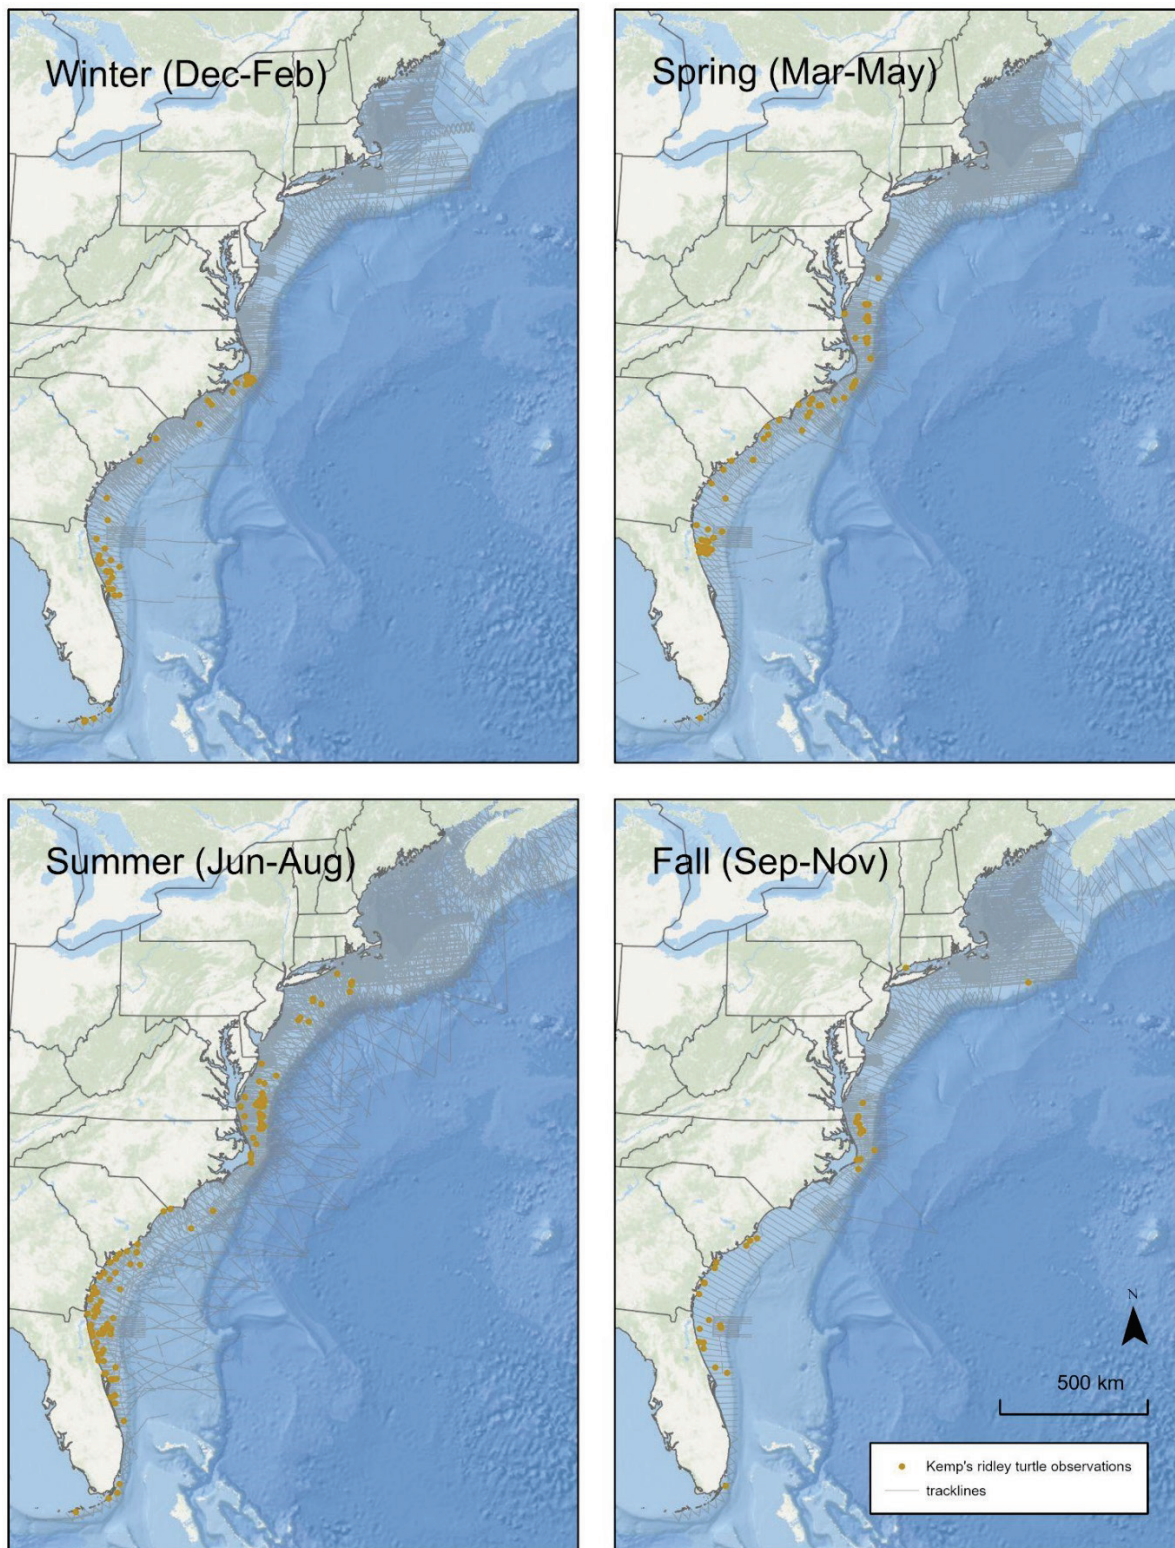 Winter (Dec-Feb)
Spring (Mar-May)
Summer (Jun-Aug)
Fall (Sep-Nov)
N
500 km
Kemp's ridley turtle observations
tracklines